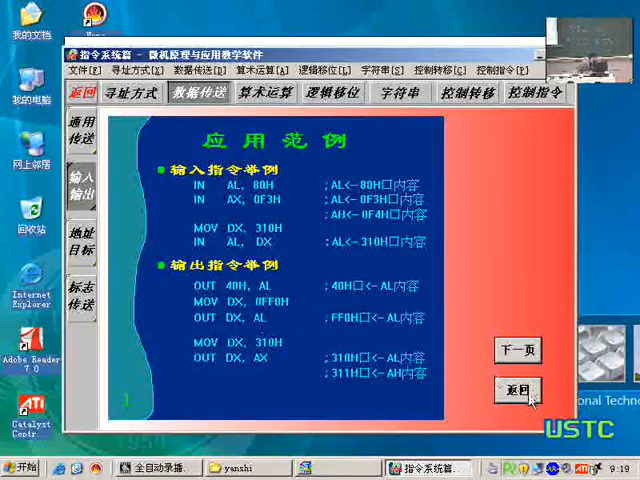 我的文档
指令系统篇 - 微机原理与应用教学软件
文件[F] 寻址方式[X] 数据传送[D] 算术运算[A] 逻辑移位[L] 字符串[S] 控制转移[C] 控制指令[P]
返回 寻址方式 数据传送 算术运算 逻辑移位 字符串 控制转移 控制指令
我的电脑
通用
传送
应用范例
输入指令举例
IN AL, 80H ;AL<-80H口内容
IN AX, 0F3H ;AL<-0F3H口内容
;AH<-0F4H口内容
MOV DX, 310H
IN AL, DX ;AL<-310H口内容
网上邻居
输入
输出
输出指令举例
OUT 40H, AL ;40H口<-AL内容
MOV DX, 0FF0H
OUT DX, AL ;FF0H口<-AL内容
MOV DX, 310H
OUT DX, AX ;310H口<-AL内容
;311H口<-AH内容
回收站
地址
目标
Internet
Explorer
标志
传送
下一页
返回
Adobe Reader
7.0
ATI
Catalyst
Contr...
onal Techno
USTC
开始
全自动录播.
yanshi
指令系统篇..
ATI
9:19